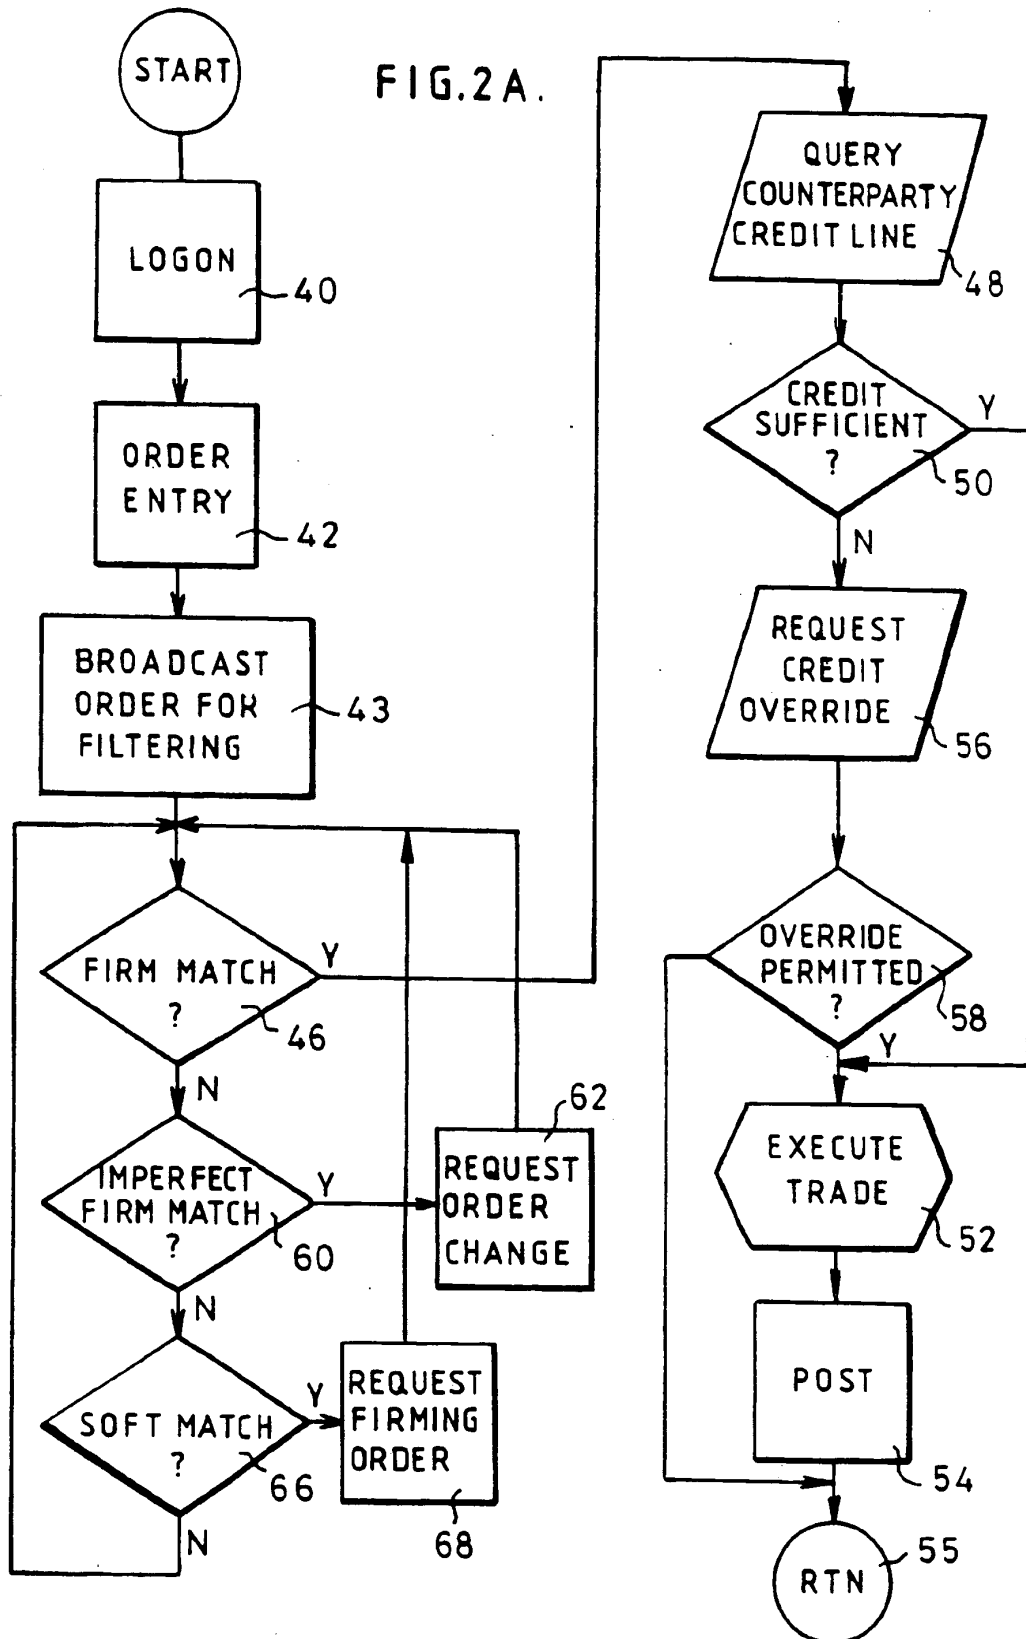 START
FIG.2A.
LOGON
40
ORDER
ENTRY
42
BROADCAST
ORDER FOR
FILTERING
43
FIRM MATCH
?
46
Y
N
IMPERFECT
FIRM MATCH
?
60
Y
N
62
REQUEST
ORDER
CHANGE
SOFT MATCH
?
66
Y
N
REQUEST
FIRMING
ORDER
68
QUERY
COUNTERPARTY
CREDIT LINE
48
CREDIT
SUFFICIENT
?
50
Y
N
REQUEST
CREDIT
OVERRIDE
56
OVERRIDE
PERMITTED
?
58
Y
EXECUTE
TRADE
52
POST
54
RTN
55